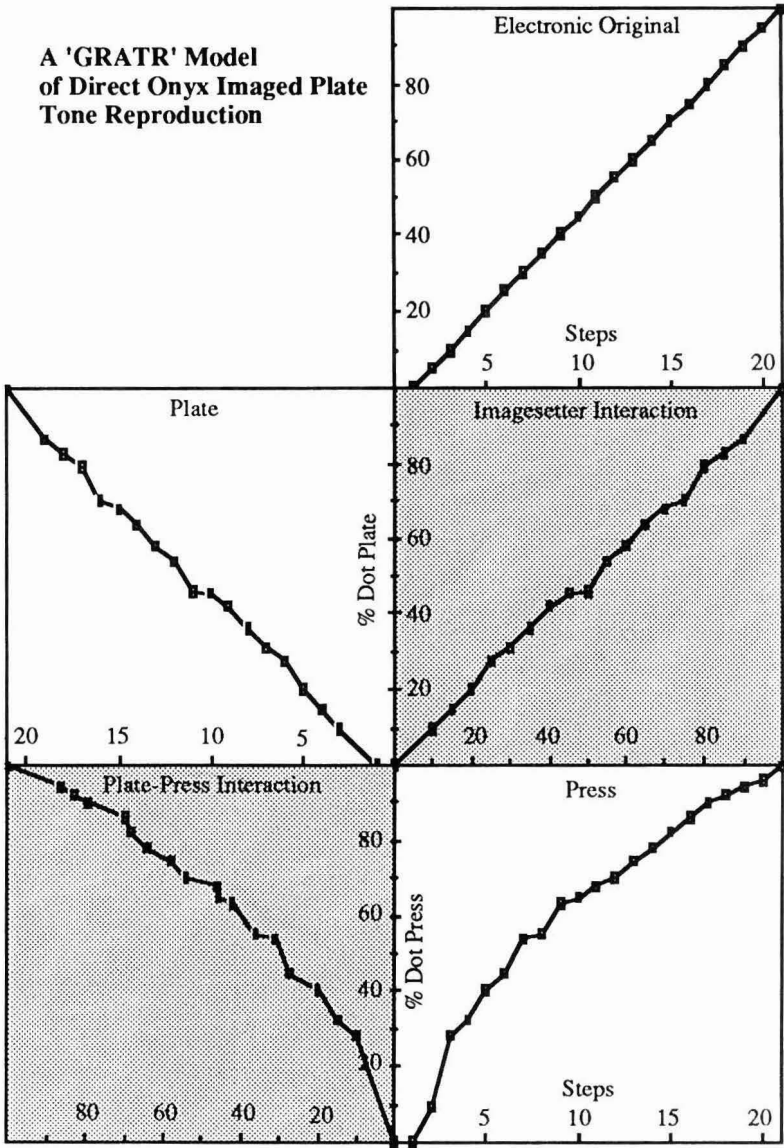 A 'GRATR' Model
of Direct Onyx Imaged Plate
Tone Reproduction
Electronic Original
80
60
40
20
Steps
5 10 15 20
Plate
20 15 10 5
Imagesetter Interaction
% Dot Plate
80
60
40
20
20 40 60 80
Plate-Press Interaction
80 60 40 20
Press
% Dot Press
80
60
40
20
Steps
5 10 15 20